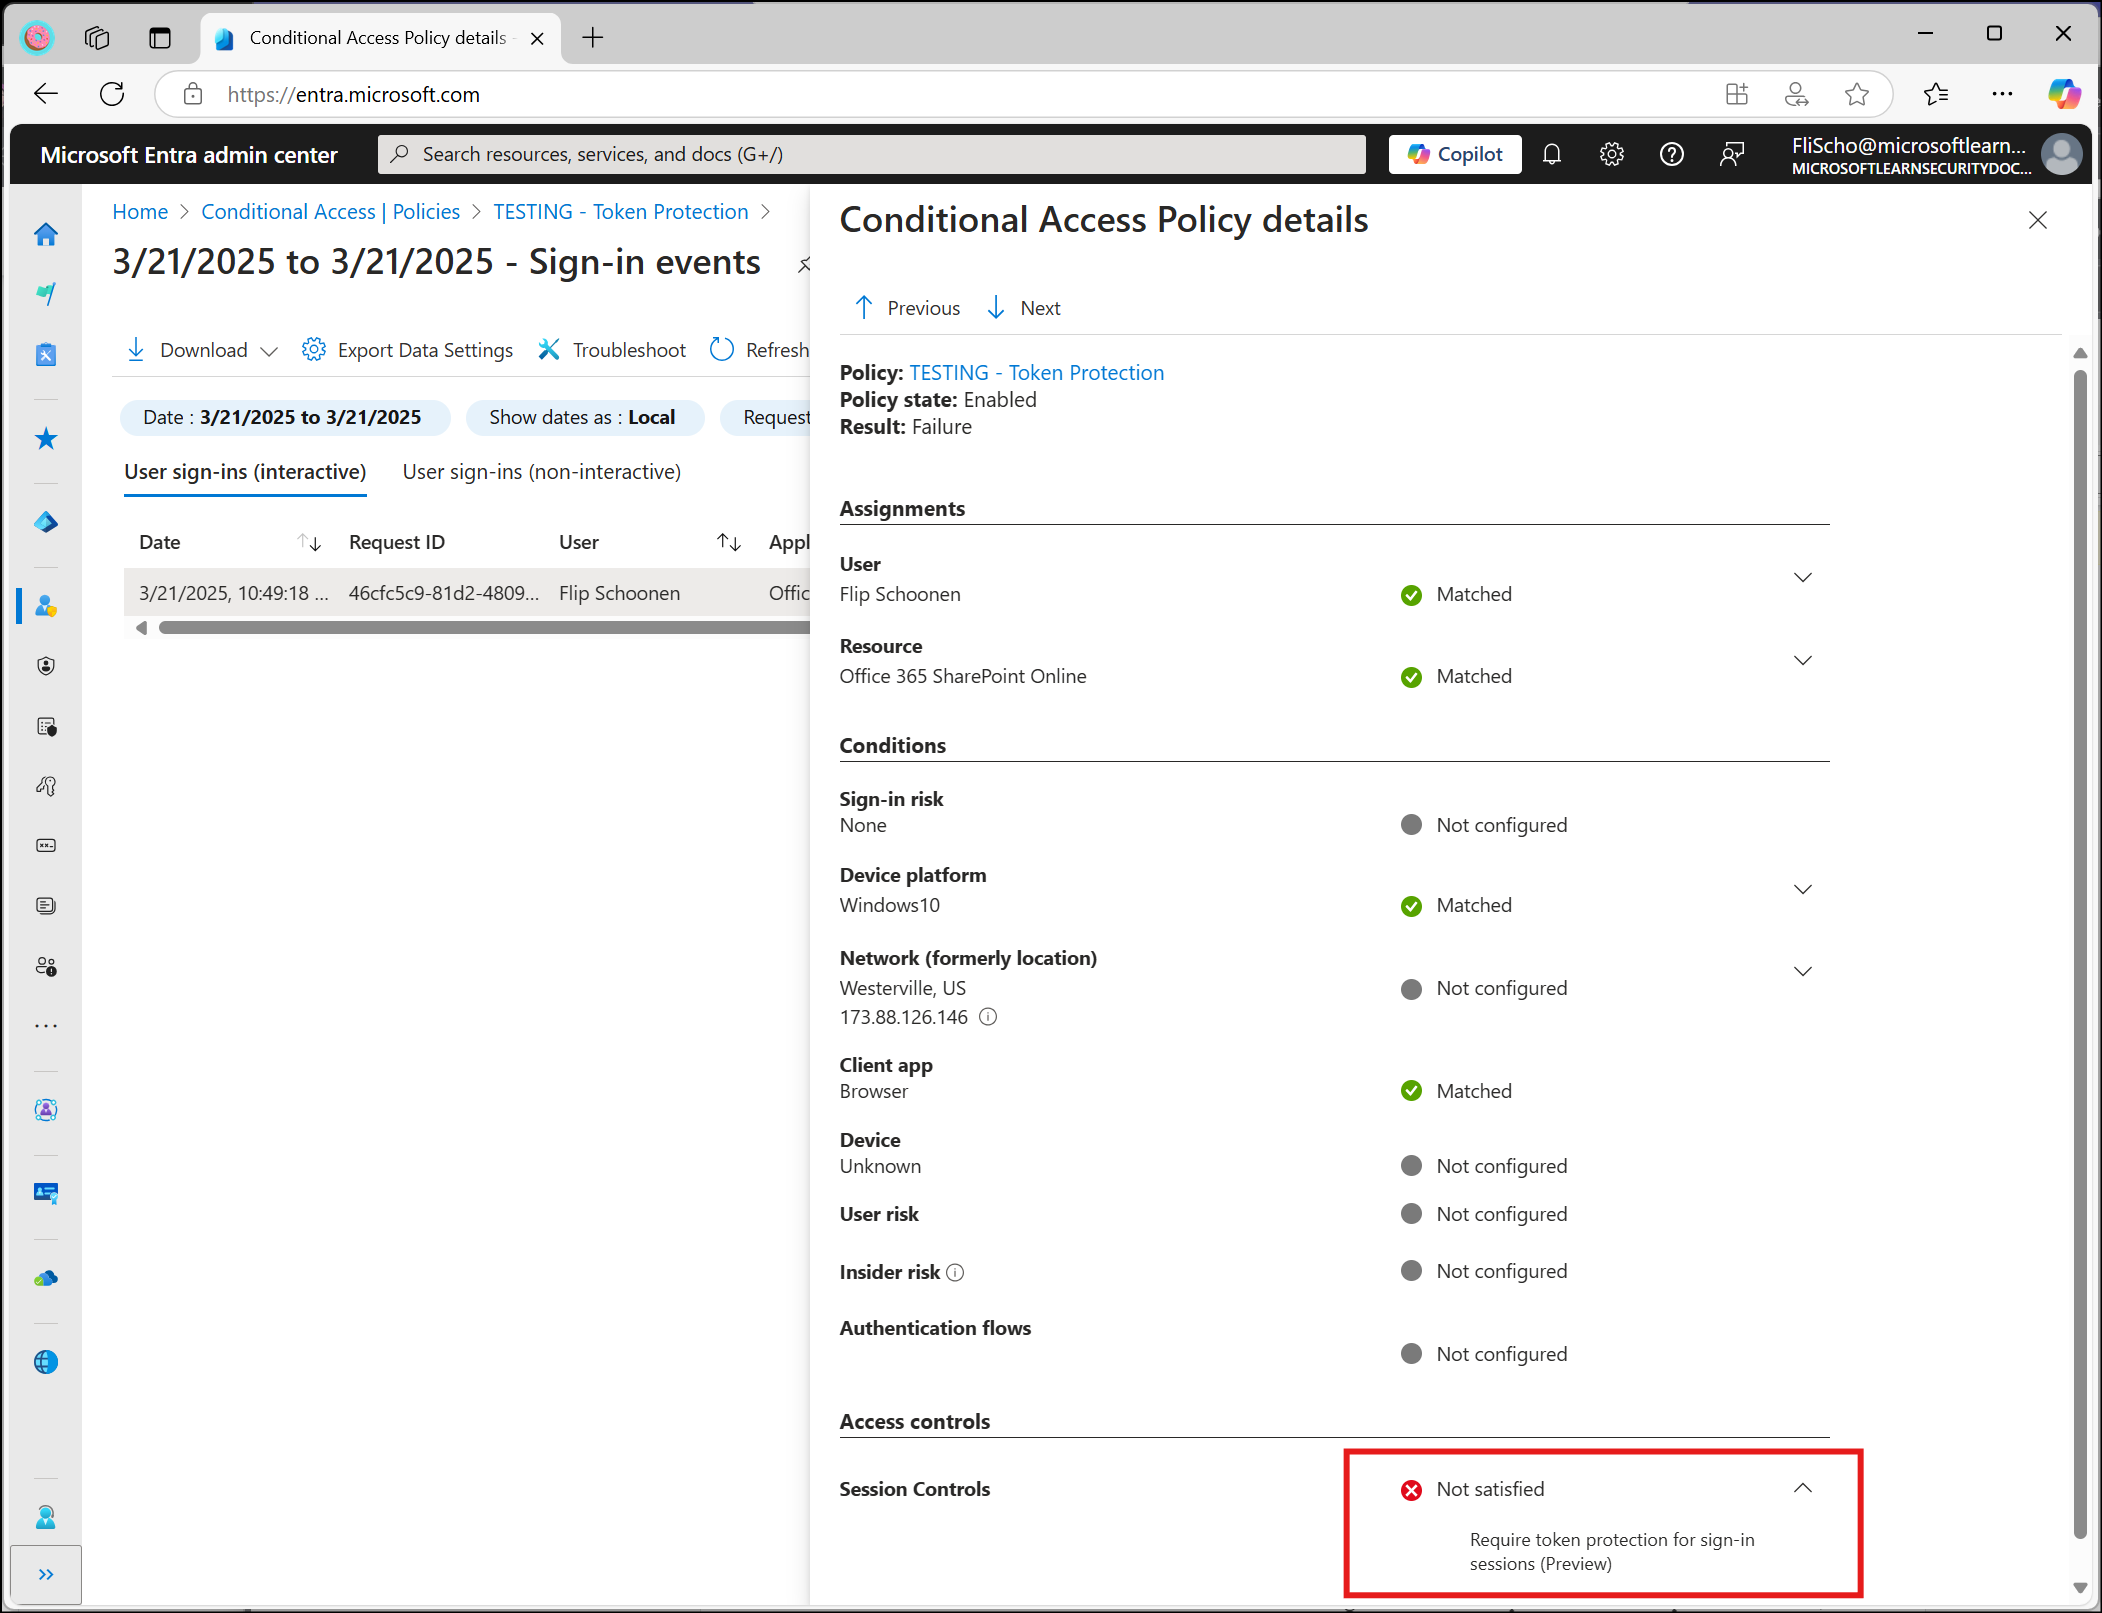 Conditional Access Policy details -
https://entra.microsoft.com
Microsoft Entra admin center
Search resources, services, and docs (G+/)
Copilot
FliScho@microsoftlearn...
MICROSOFTLEARNSECURITYDOC...
Home > Conditional Access | Policies > TESTING - Token Protection >
3/21/2025 to 3/21/2025 - Sign-in events
Download
Export Data Settings
Troubleshoot
Refresh
Date : 3/21/2025 to 3/21/2025
Show dates as : Local
Request
User sign-ins (interactive)
User sign-ins (non-interactive)
Date
Request ID
User
Appl
3/21/2025, 10:49:18 ...
46cfc5c9-81d2-4809...
Flip Schoonen
Offic
Conditional Access Policy details
Previous
Next
Policy: TESTING - Token Protection
Policy state: Enabled
Result: Failure
Assignments
User
Flip Schoonen
Matched
Resource
Office 365 SharePoint Online
Matched
Conditions
Sign-in risk
None
Not configured
Device platform
Windows10
Matched
Network (formerly location)
Westerville, US
Not configured
173.88.126.146
Client app
Browser
Matched
Device
Unknown
Not configured
User risk
Not configured
Insider risk
Not configured
Authentication flows
Not configured
Access controls
Session Controls
Not satisfied
Require token protection for sign-in
sessions (Preview)